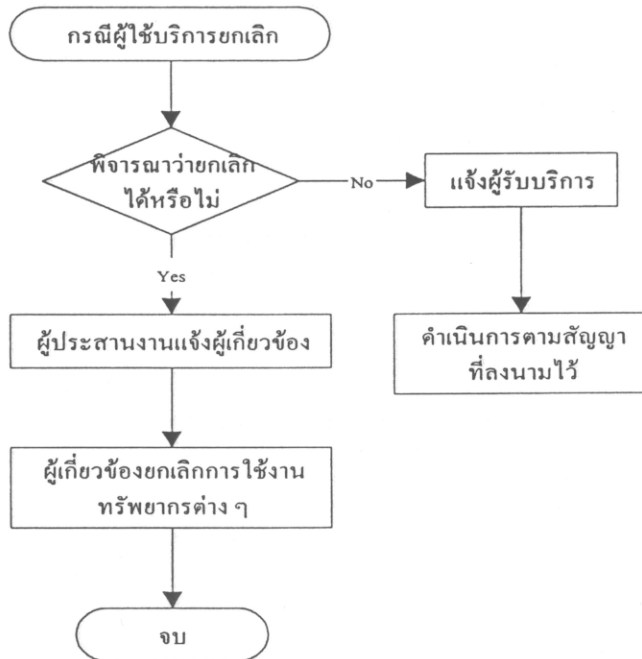 กรณีผู้ใช้บริการยกเลิก
พิจารณาว่ายกเลิก
ได้หรือไม่
No
แจ้งผู้รับบริการ
Yes
ผู้ประสานงานแจ้งผู้เกี่ยวข้อง
ดำเนินการตามสัญญา
ที่ลงนามไว้
ผู้เกี่ยวข้องยกเลิกการใช้งาน
ทรัพยากรต่าง ๆ
จบ